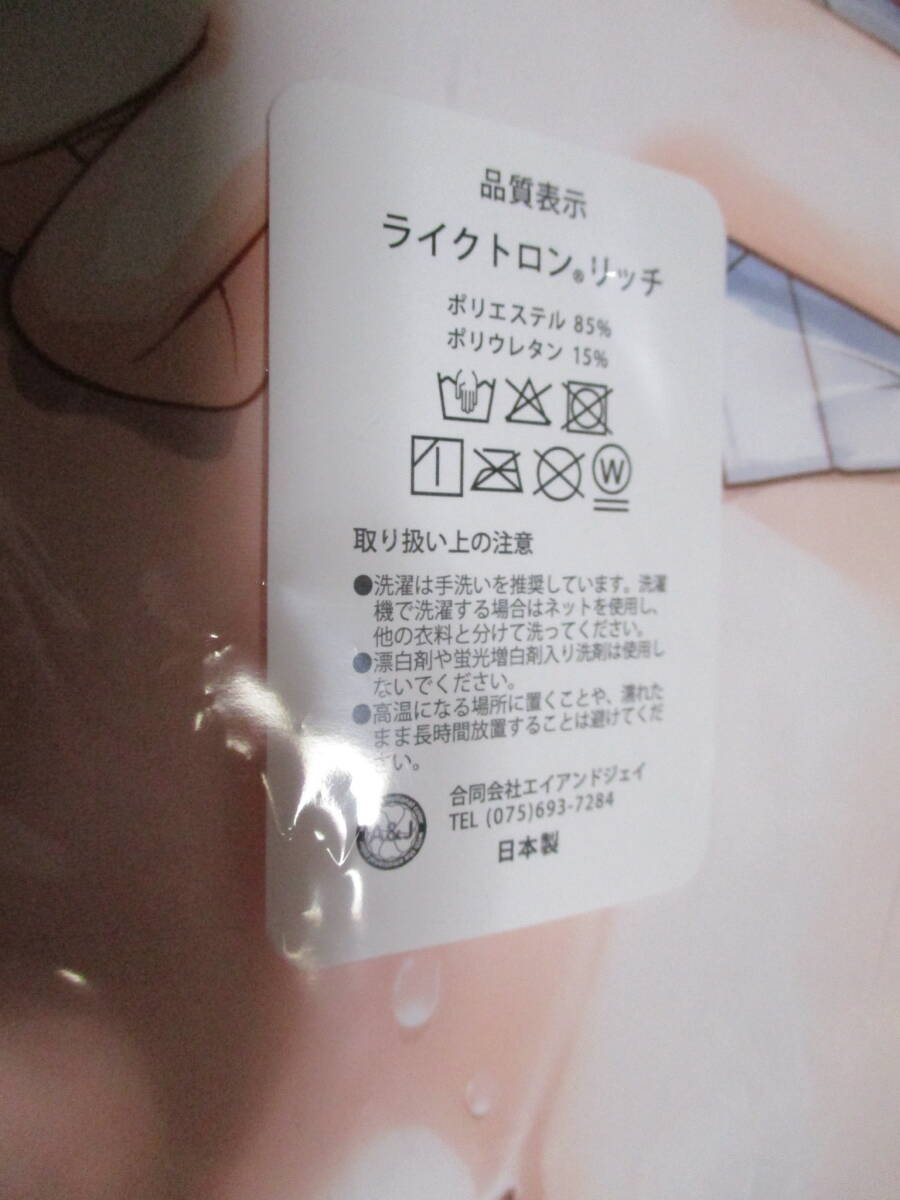 品質表示
ライクトロン®リッチ
ポリエステル 85%
ポリウレタン 15%
W
取り扱い上の注意
●洗濯は手洗いを推奨しています。洗濯
機で洗濯する場合はネットを使用し、
他の衣料と分けて洗ってください。
●漂白剤や蛍光増白剤入り洗剤は使用し
ないでください。
●高温になる場所に置くことや、濡れた
まま長時間放置することは避けてくだ
さい。
合同会社エイアンドジェイ
TEL (075)693-7284
A&J
日本製